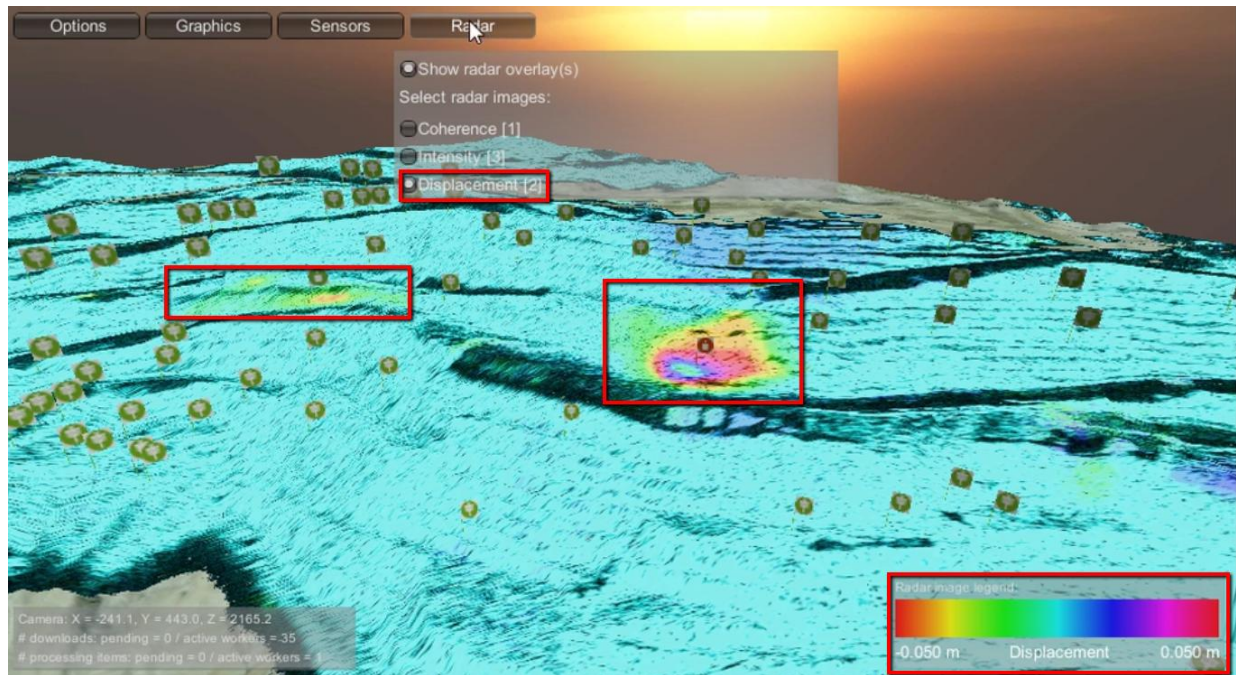 Options Graphics Sensors Radar
Show radar overlay(s)
Select radar images:
Coherence [1]
Intensity [3]
Displacement [2]
Camera: X = -241.1, Y = 443.0, Z = 2165.2
# downloads: pending = 0 / active workers = 35
# processing items: pending = 0 / active workers = 1
Radar image legend:
-0.050 m Displacement 0.050 m